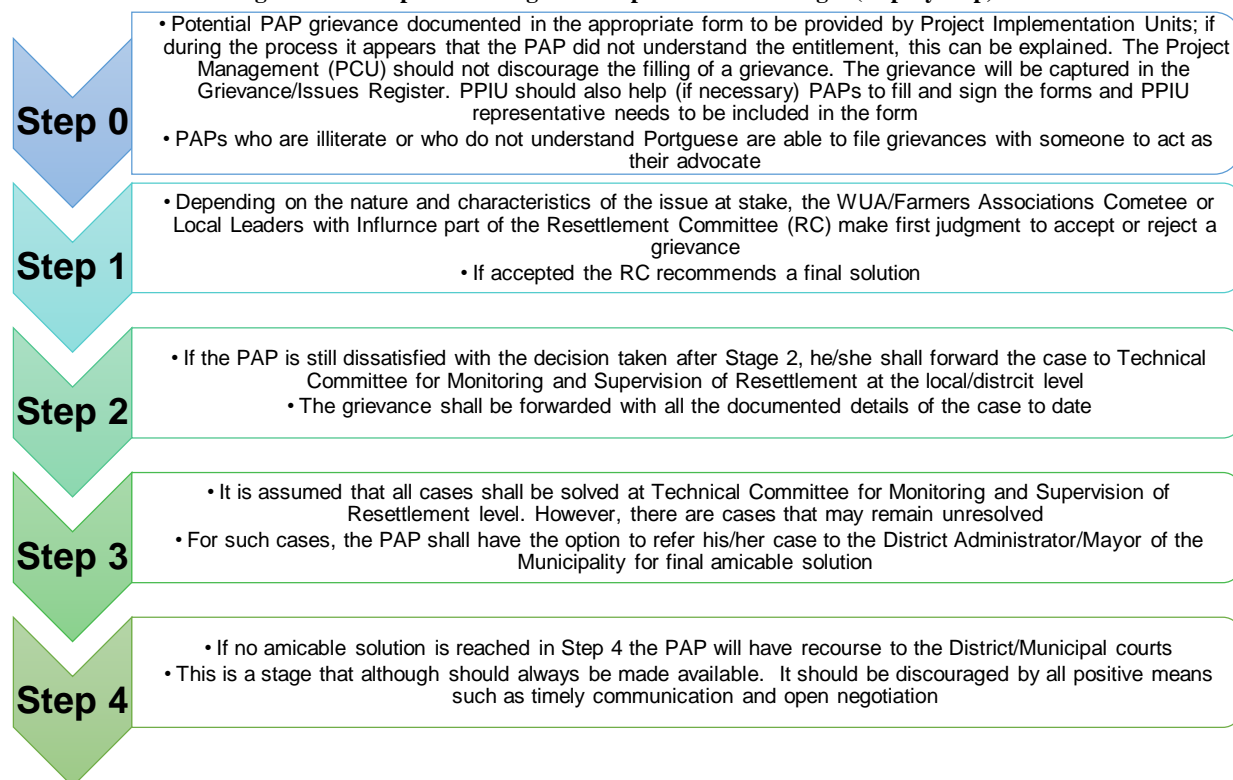 • Potential PAP grievance documented in the appropriate form to be provided by Project Implementation Units; if
during the process it appears that the PAP did not understand the entitlement, this can be explained. The Project
Management (PCU) should not discourage the filling of a grievance. The grievance will be captured in the
Grievance/Issues Register. PPIU should also help (if necessary) PAPs to fill and sign the forms and PPIU
representative needs to be included in the form
• PAPs who are illiterate or who do not understand Portguese are able to file grievances with someone to act as
their advocate
Step 0
• Depending on the nature and characteristics of the issue at stake, the WUA/Farmers Associations Cometee or
Local Leaders with Influrnce part of the Resettlement Committee (RC) make first judgment to accept or reject a
grievance
• If accepted the RC recommends a final solution
Step 1
• If the PAP is still dissatisfied with the decision taken after Stage 2, he/she shall forward the case to Technical
Committee for Monitoring and Supervision of Resettlement at the local/distrcit level
• The grievance shall be forwarded with all the documented details of the case to date
Step 2
• It is assumed that all cases shall be solved at Technical Committee for Monitoring and Supervision of
Resettlement level. However, there are cases that may remain unresolved
• For such cases, the PAP shall have the option to refer his/her case to the District Administrator/Mayor of the
Municipality for final amicable solution
Step 3
• If no amicable solution is reached in Step 4 the PAP will have recourse to the District/Municipal courts
• This is a stage that although should always be made available. It should be discouraged by all positive means
such as timely communication and open negotiation
Step 4